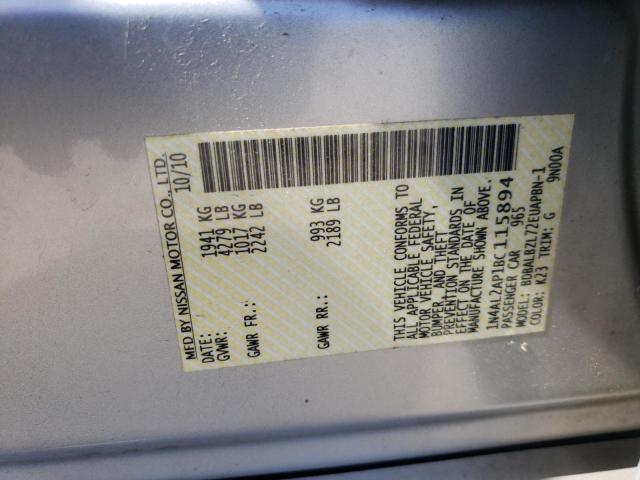 MFD BY NISSAN MOTOR CO., LTD.
DATE: 10/10
GVWR: 1941 KG
4279 LB
GAWR FR.: 1017 KG
2242 LB
GAWR RR: 993 KG
2189 LB
THIS VEHICLE CONFORMS TO
ALL APPLICABLE FEDERAL
MOTOR VEHICLE SAFETY,
BUMPER, AND THEFT
PREVENTION STANDARDS IN
EFFECT ON THE DATE OF
MANUFACTURE SHOWN ABOVE.
1N4AL2AP1BC115894
PASSENGER CAR 965
MODEL: BDBALBZL72EUAPBN-1
COLOR: K23 TRIM: G 9N00A